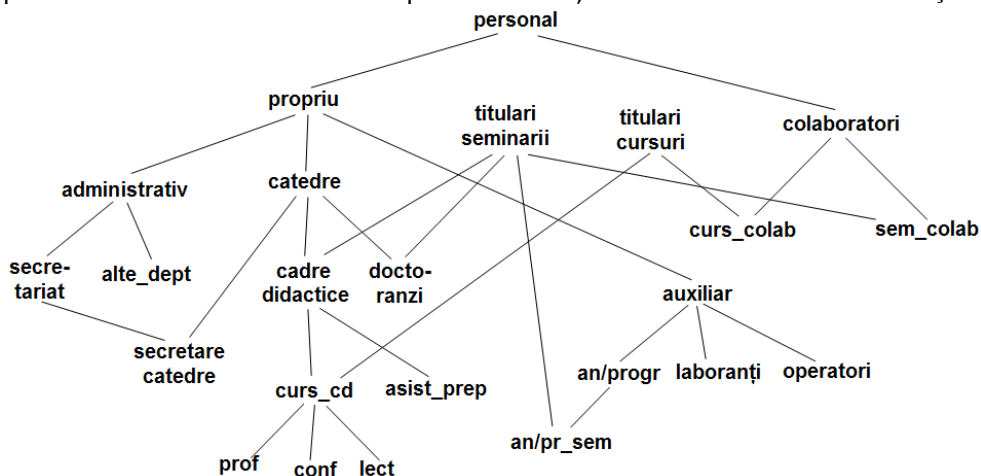 personal
propriu
titulari
seminarii
titulari
cursuri
colaboratori
administrativ
catedre
curs_colab
sem_colab
secre-
tariat
alte_dept
cadre
didactice
docto-
ranzi
auxiliar
secretare
catedre
curs_cd
asist_prep
an/progr
laboranți
operatori
an/pr_sem
prof
conf
lect